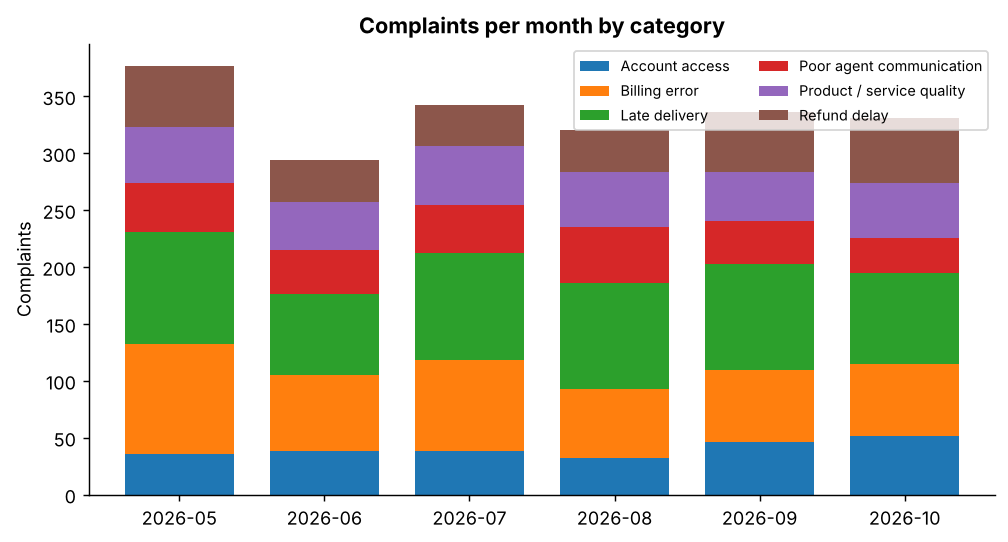 Complaints per month by category
Account access
Billing error
Late delivery
Poor agent communication
Product / service quality
Refund delay
Complaints
350
300
250
200
150
100
50
0
2026-05 2026-06 2026-07 2026-08 2026-09 2026-10